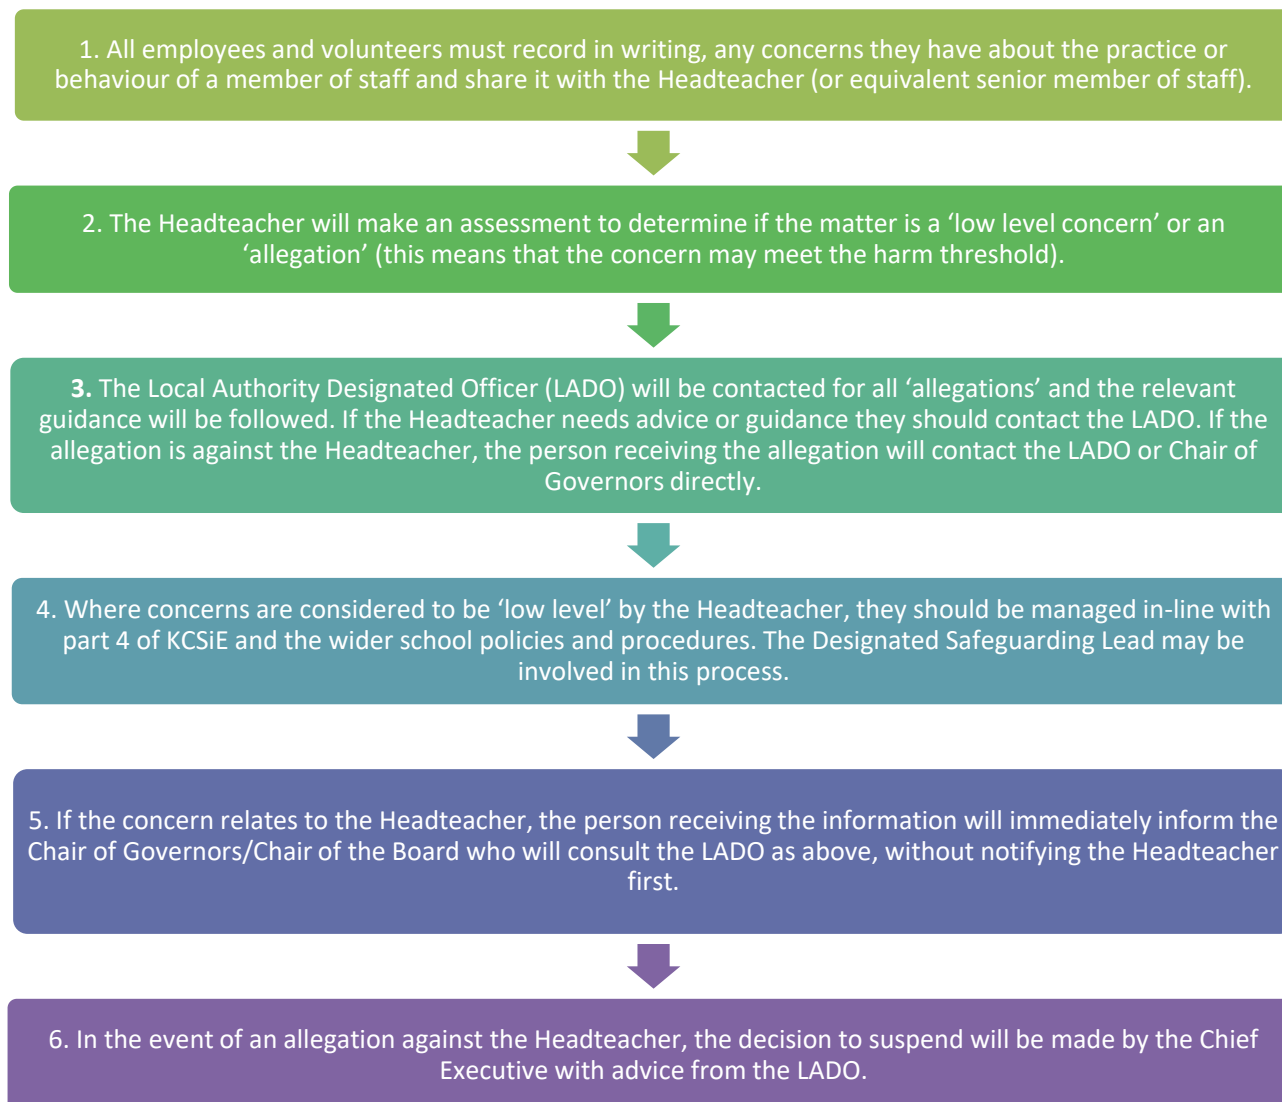 1. All employees and volunteers must record in writing, any concerns they have about the practice or
behaviour of a member of staff and share it with the Headteacher (or equivalent senior member of staff).
2. The Headteacher will make an assessment to determine if the matter is a ‘low level concern’ or an
‘allegation’ (this means that the concern may meet the harm threshold).
3. The Local Authority Designated Officer (LADO) will be contacted for all ‘allegations’ and the relevant
guidance will be followed. If the Headteacher needs advice or guidance they should contact the LADO. If the
allegation is against the Headteacher, the person receiving the allegation will contact the LADO or Chair of
Governors directly.
4. Where concerns are considered to be ‘low level’ by the Headteacher, they should be managed in-line with
part 4 of KCSiE and the wider school policies and procedures. The Designated Safeguarding Lead may be
involved in this process.
5. If the concern relates to the Headteacher, the person receiving the information will immediately inform the
Chair of Governors/Chair of the Board who will consult the LADO as above, without notifying the Headteacher
first.
6. In the event of an allegation against the Headteacher, the decision to suspend will be made by the Chief
Executive with advice from the LADO.